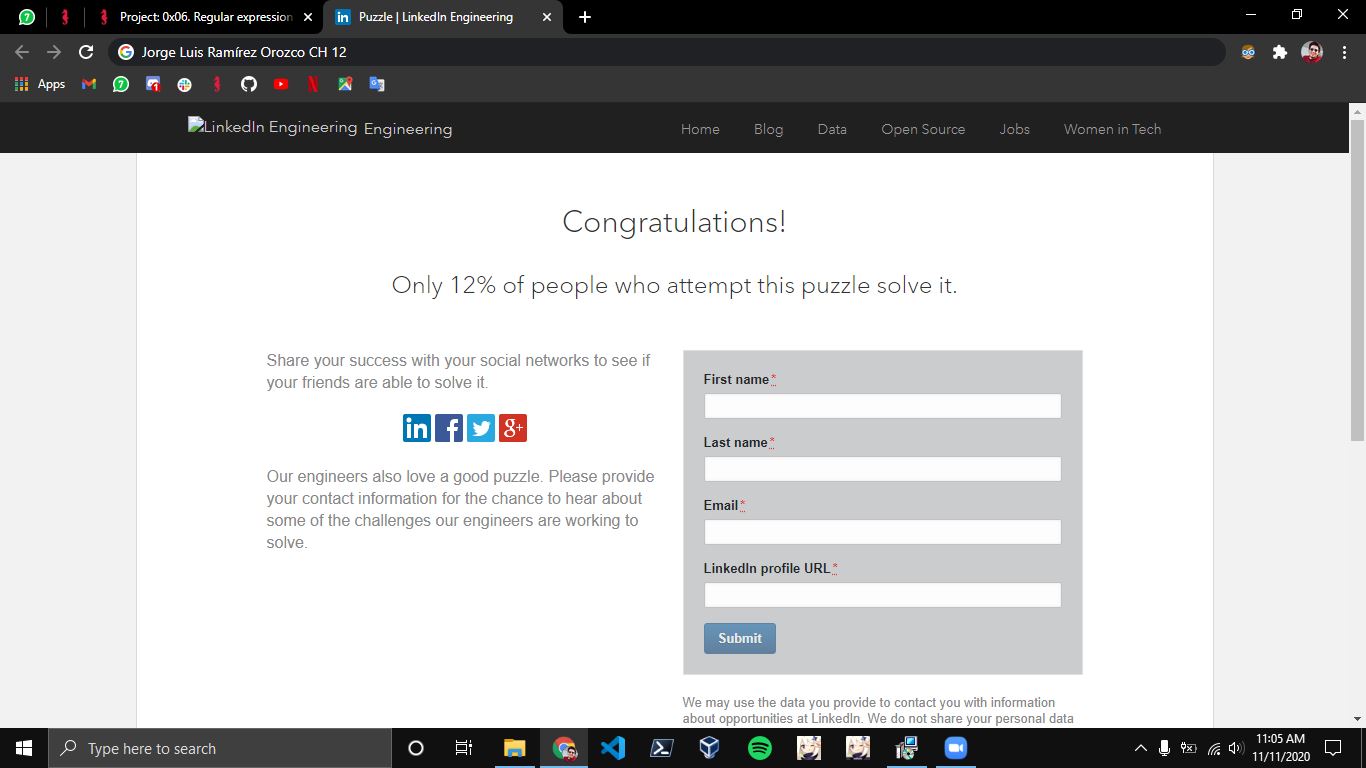 Project: 0x06. Regular expression
Puzzle | LinkedIn Engineering
Jorge Luis Ramírez Orozco CH 12
Apps
LinkedIn Engineering Engineering
Home Blog Data Open Source Jobs Women in Tech
Congratulations!
Only 12% of people who attempt this puzzle solve it.
Share your success with your social networks to see if
your friends are able to solve it.
in f g+
Our engineers also love a good puzzle. Please provide
your contact information for the chance to hear about
some of the challenges our engineers are working to
solve.
First name*
Last name*
Email*
LinkedIn profile URL*
Submit
We may use the data you provide to contact you with information
about opportunities at LinkedIn. We do not share your personal data
Type here to search
11:05 AM
11/11/2020